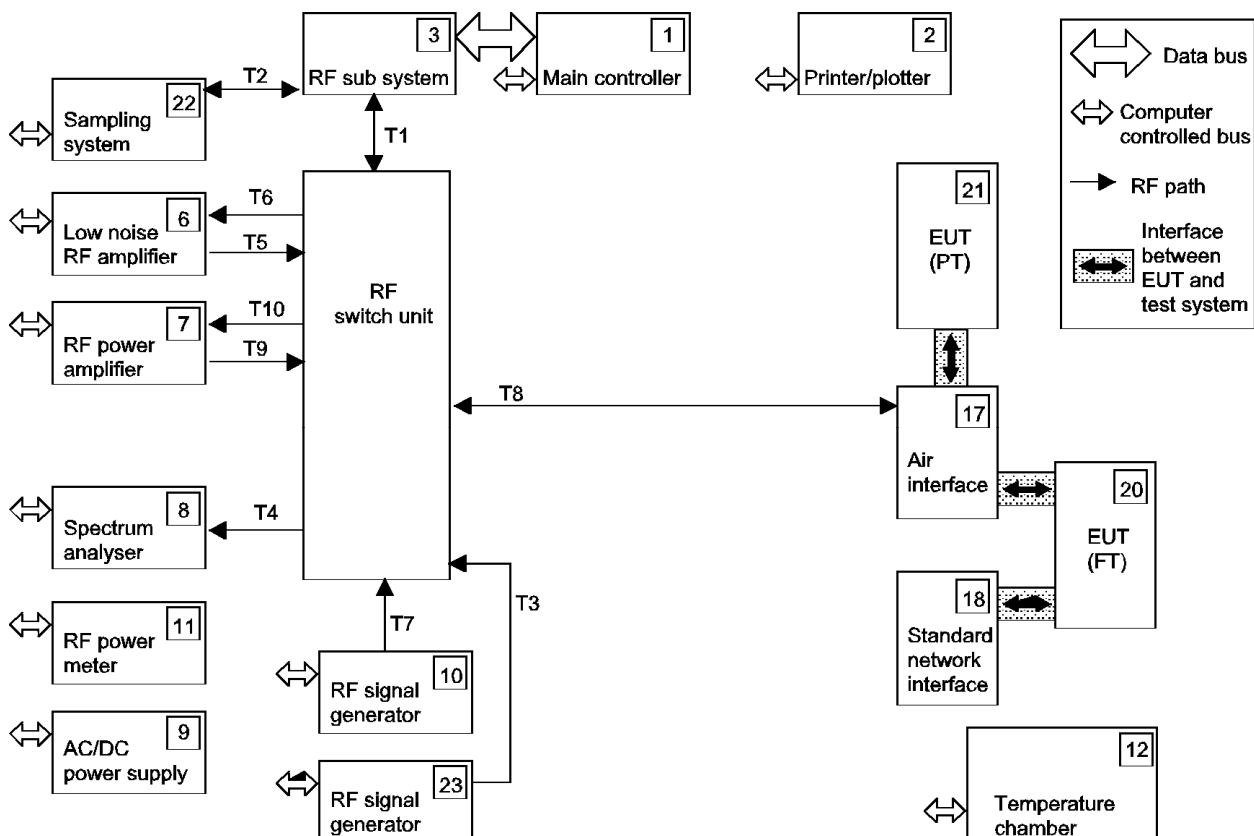 3
RF sub system
1
Main controller
2
Printer/plotter
Data bus
Computer
controlled bus
RF path
Interface
between
EUT and
test system
T2
22
Sampling
system
T1
6
Low noise
RF amplifier
T6
T5
RF
switch unit
7
RF power
amplifier
T10
T9
21
EUT
(PT)
T8
17
Air
interface
20
EUT
(FT)
8
Spectrum
analyser
T4
T3
18
Standard
network
interface
11
RF power
meter
T7
10
RF signal
generator
9
AC/DC
power supply
23
RF signal
generator
12
Temperature
chamber